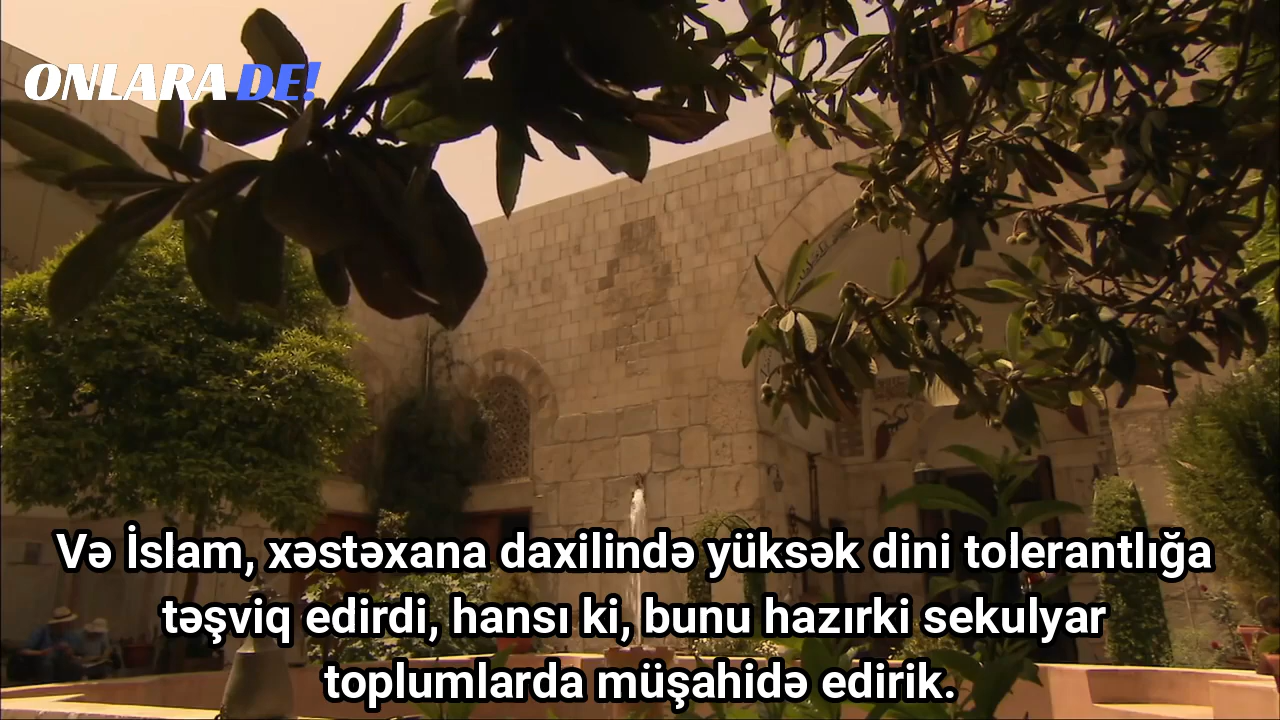 ONLARA DE!
Və İslam, xəstəxana daxilində yüksək dini tolerantlığa
təşviq edirdi, hansı ki, bunu hazırki sekulyar
toplumlarda müşahidə edirik.